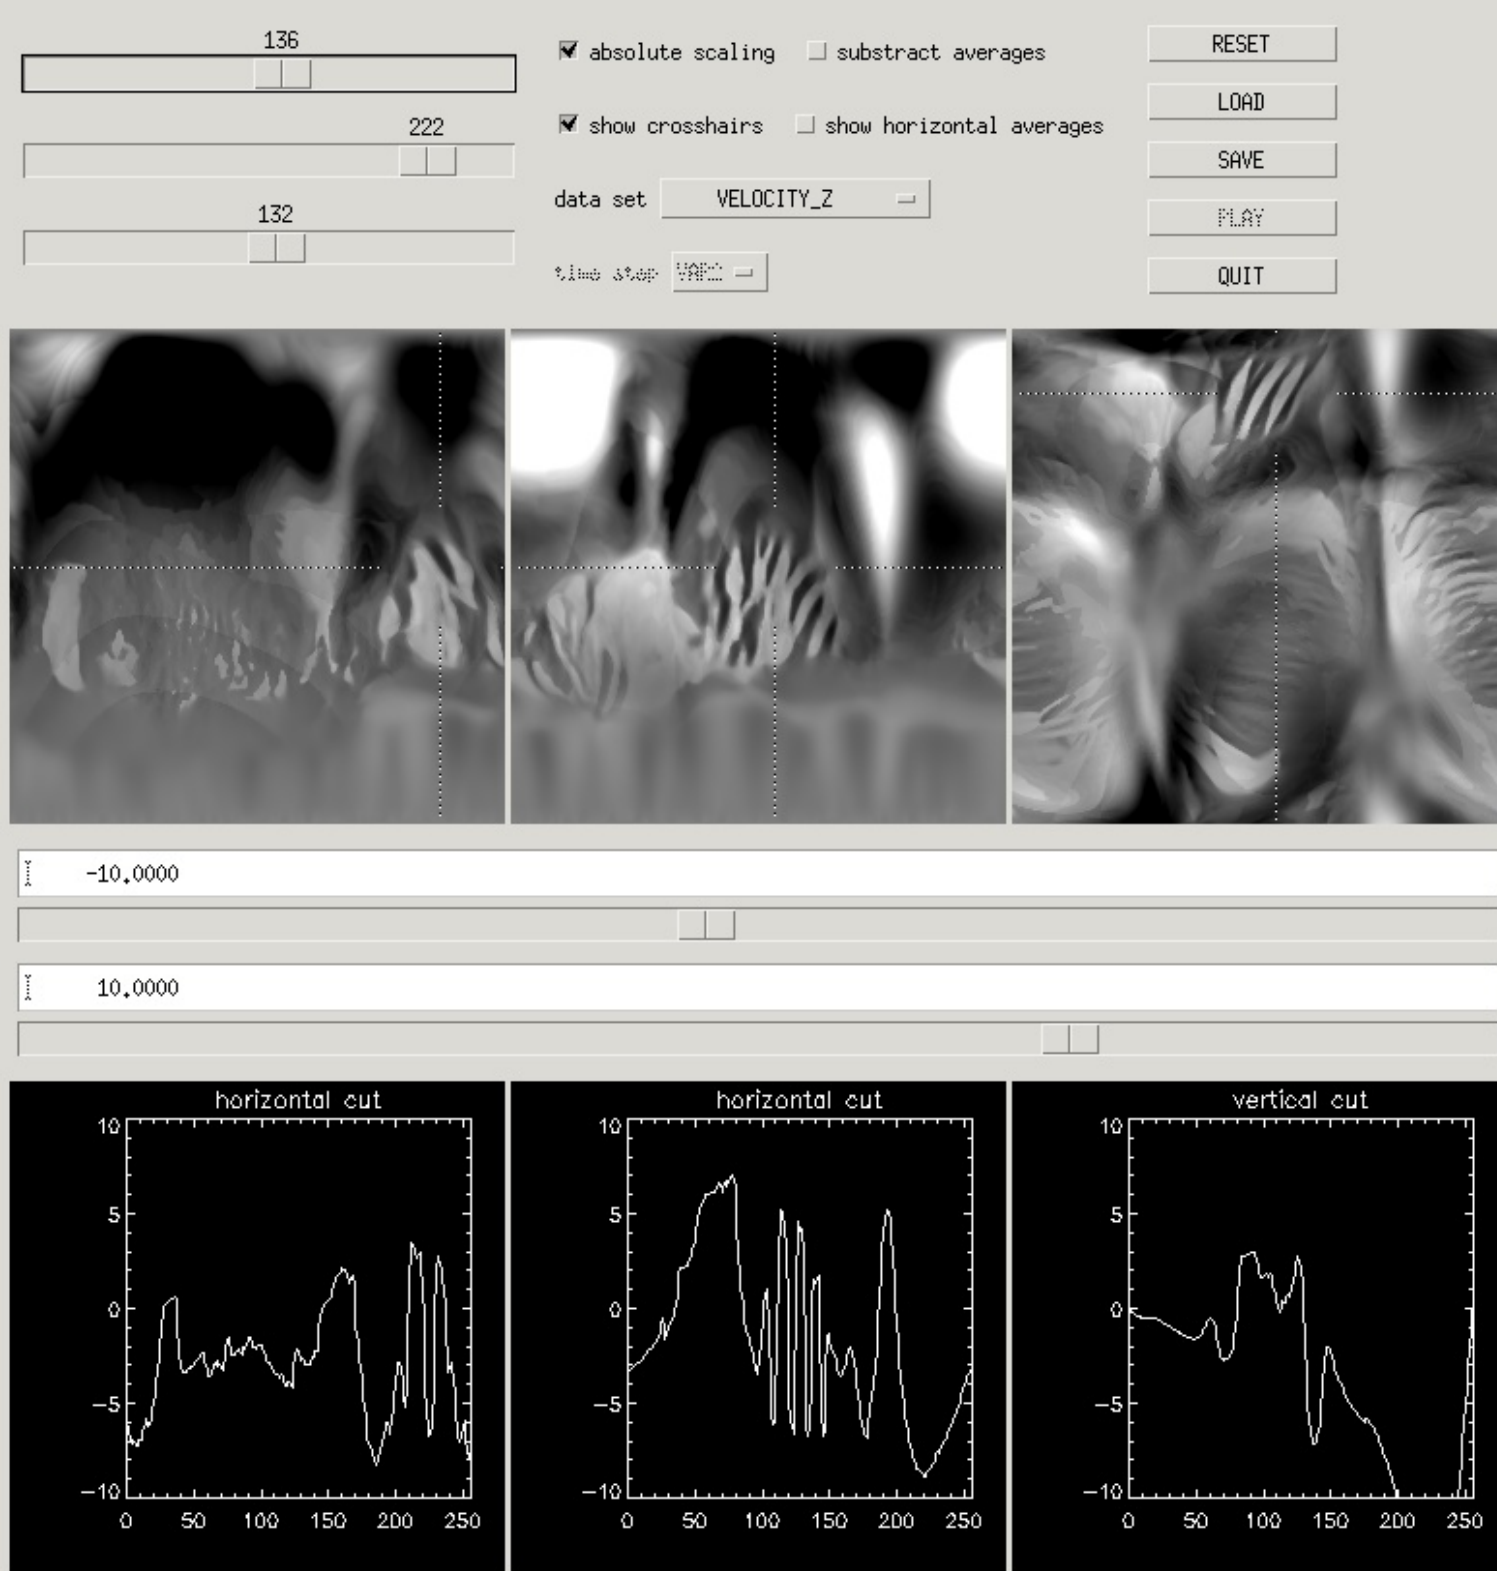 136
absolute scaling substract averages
RESET
LOAD
222
show crosshairs show horizontal averages
SAVE
data set VELOCITY_Z
132
PLAY
time step
QUIT
-10.0000
10.0000
horizontal cut
10
5
0
-5
-10
0 50 100 150 200 250
horizontal cut
10
5
0
-5
-10
0 50 100 150 200 250
vertical cut
10
5
0
-5
-10
0 50 100 150 200 250